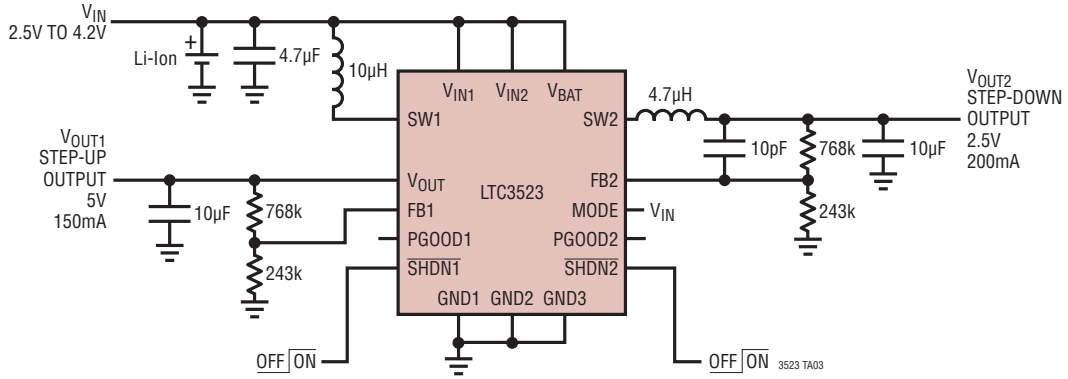 VIN
2.5V TO 4.2V
Li-Ion
+
4.7µF
10µH
VIN1
VIN2
VBAT
SW1
SW2
4.7µH
VOUT2
STEP-DOWN
OUTPUT
2.5V
200mA
10pF
768k
10µF
243k
VOUT1
STEP-UP
OUTPUT
5V
150mA
10µF
768k
243k
VOUT
FB1
PGOOD1
SHDN1
LTC3523
FB2
MODE
VIN
PGOOD2
SHDN2
GND1 GND2 GND3
OFF ON
OFF ON
3523 TA03